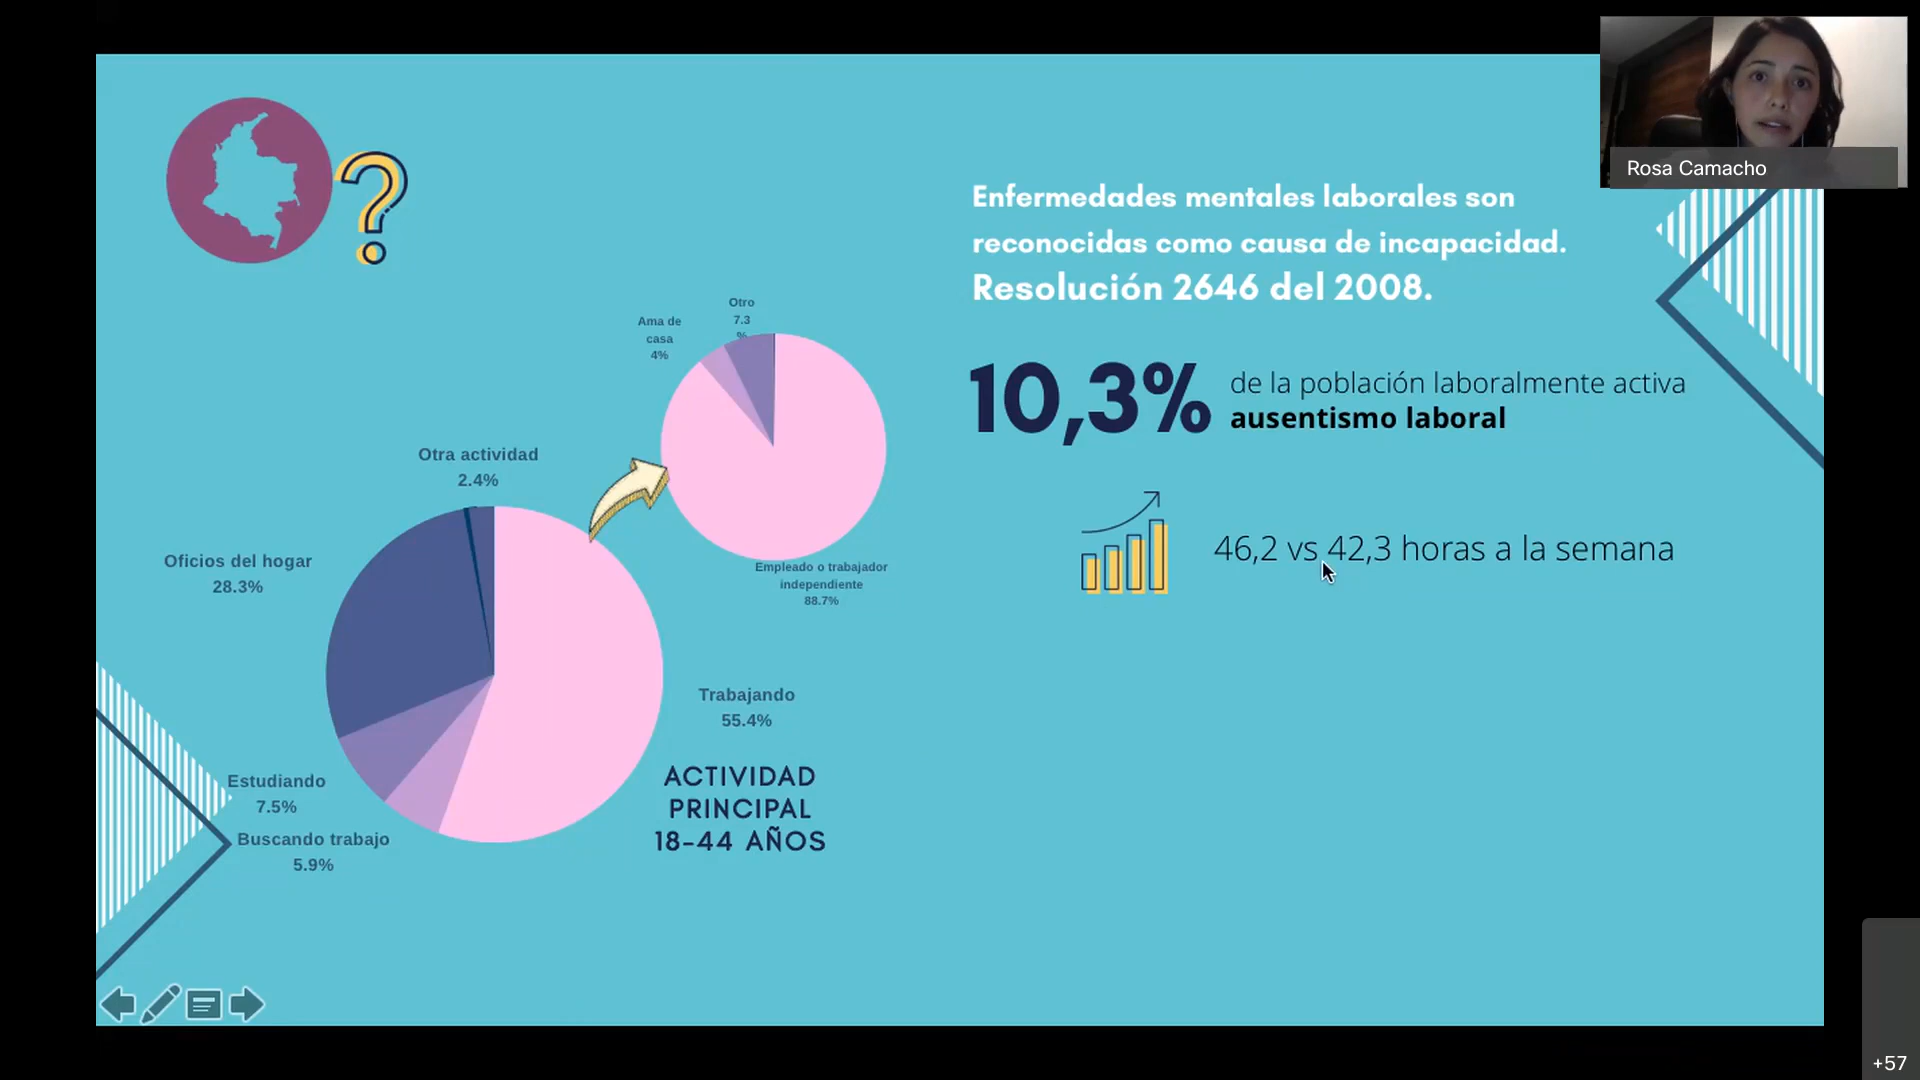 Rosa Camacho
Enfermedades mentales laborales son
reconocidas como causa de incapacidad.
Resolución 2646 del 2008.
10,3%
de la población laboralmente activa
ausentismo laboral
46,2 vs 42,3 horas a la semana
Otro
7.3
%
Ama de
casa
4%
Empleado o trabajador
independiente
88.7%
Otra actividad
2.4%
Oficios del hogar
28.3%
Trabajando
55.4%
Estudiando
7.5%
Buscando trabajo
5.9%
ACTIVIDAD
PRINCIPAL
18-44 AÑOS
+57